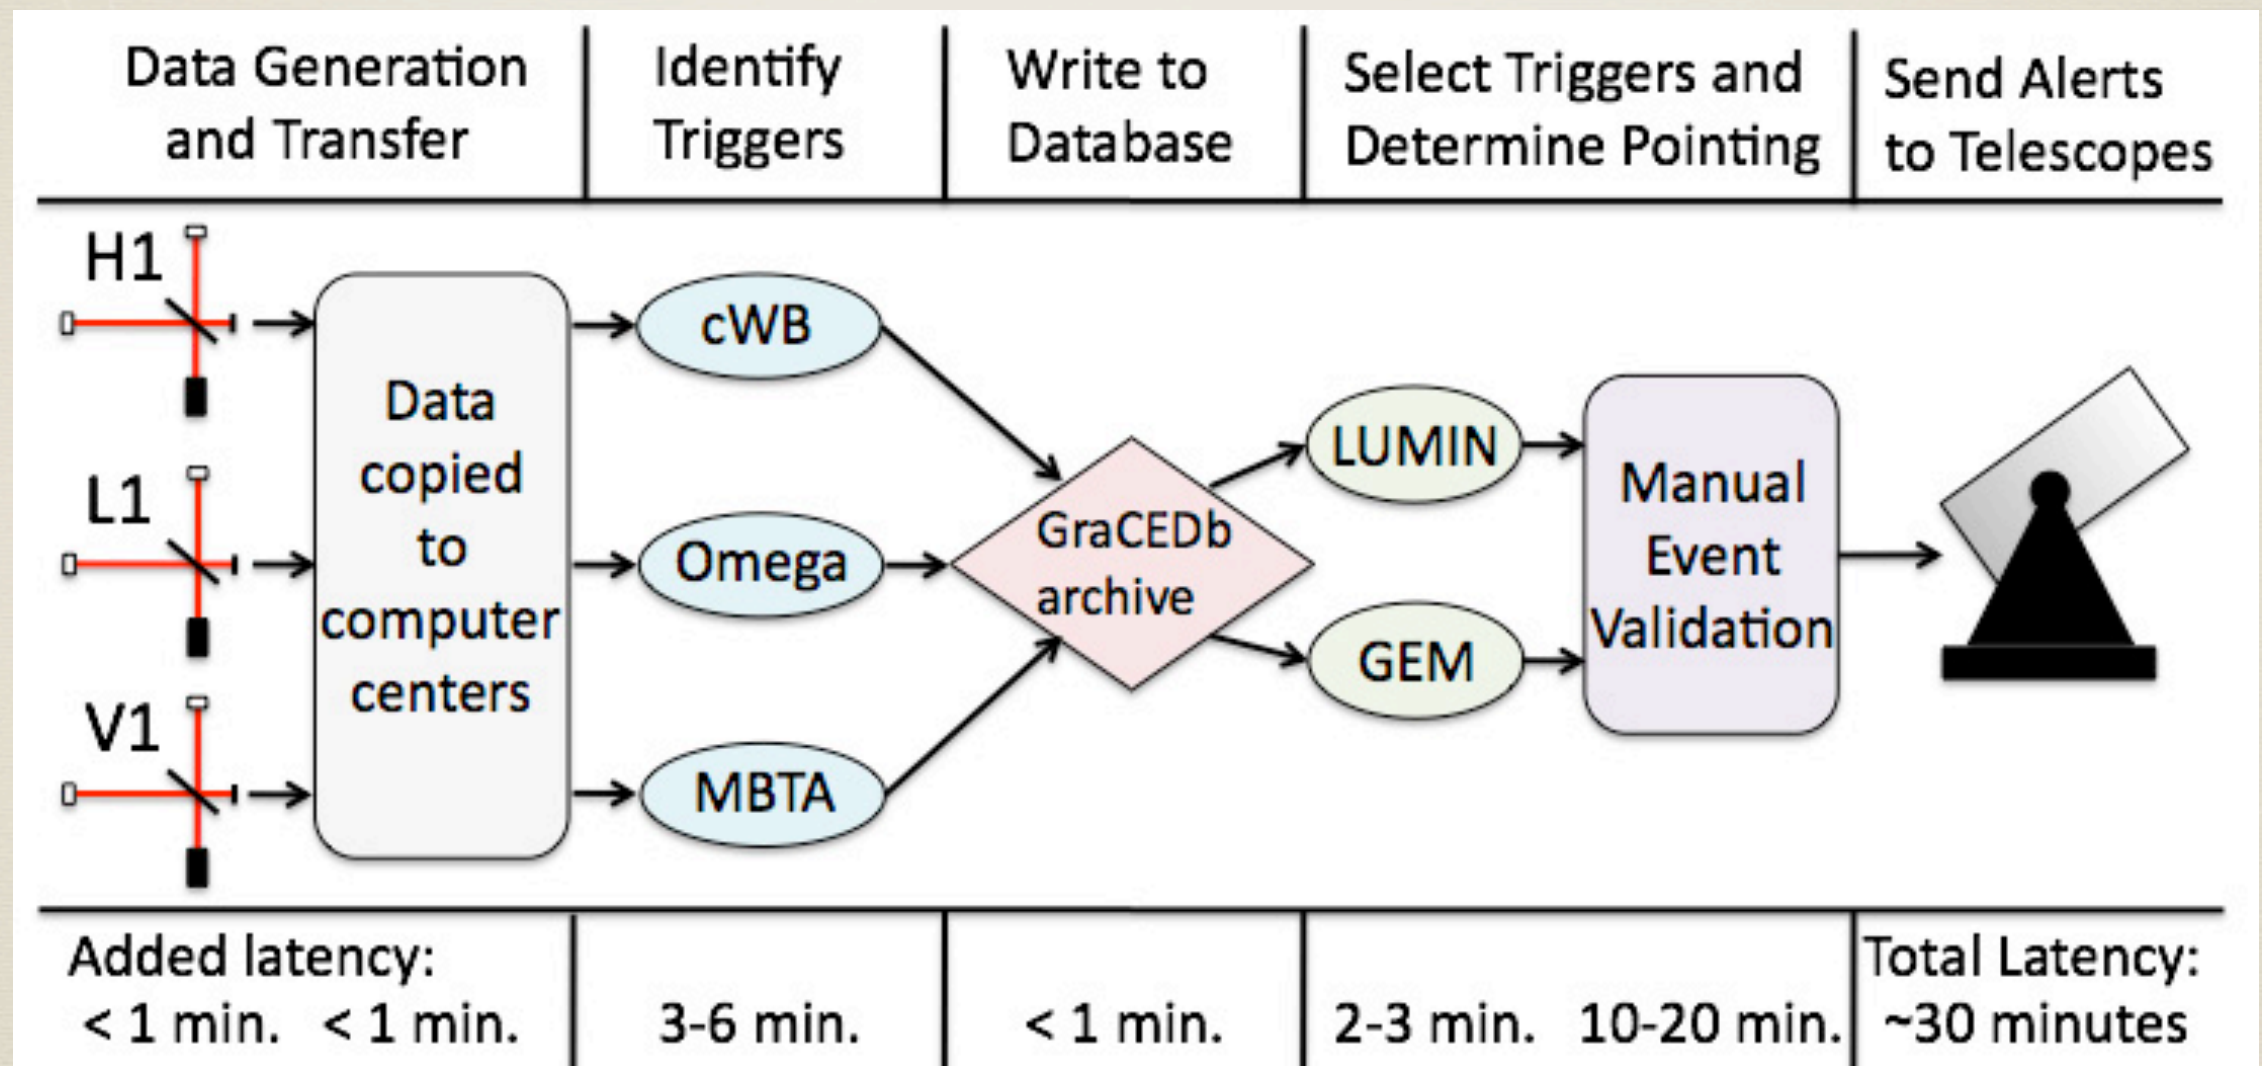 Data Generation
and Transfer
Identify
Triggers
Write to
Database
Select Triggers and
Determine Pointing
Send Alerts
to Telescopes
H1
L1
V1
Data
copied
to
computer
centers
cWB
Omega
MBTA
GraCEDb
archive
LUMIN
GEM
Manual
Event
Validation
Added latency:
< 1 min. < 1 min.
3-6 min.
< 1 min.
2-3 min. 10-20 min.
Total Latency:
~30 minutes